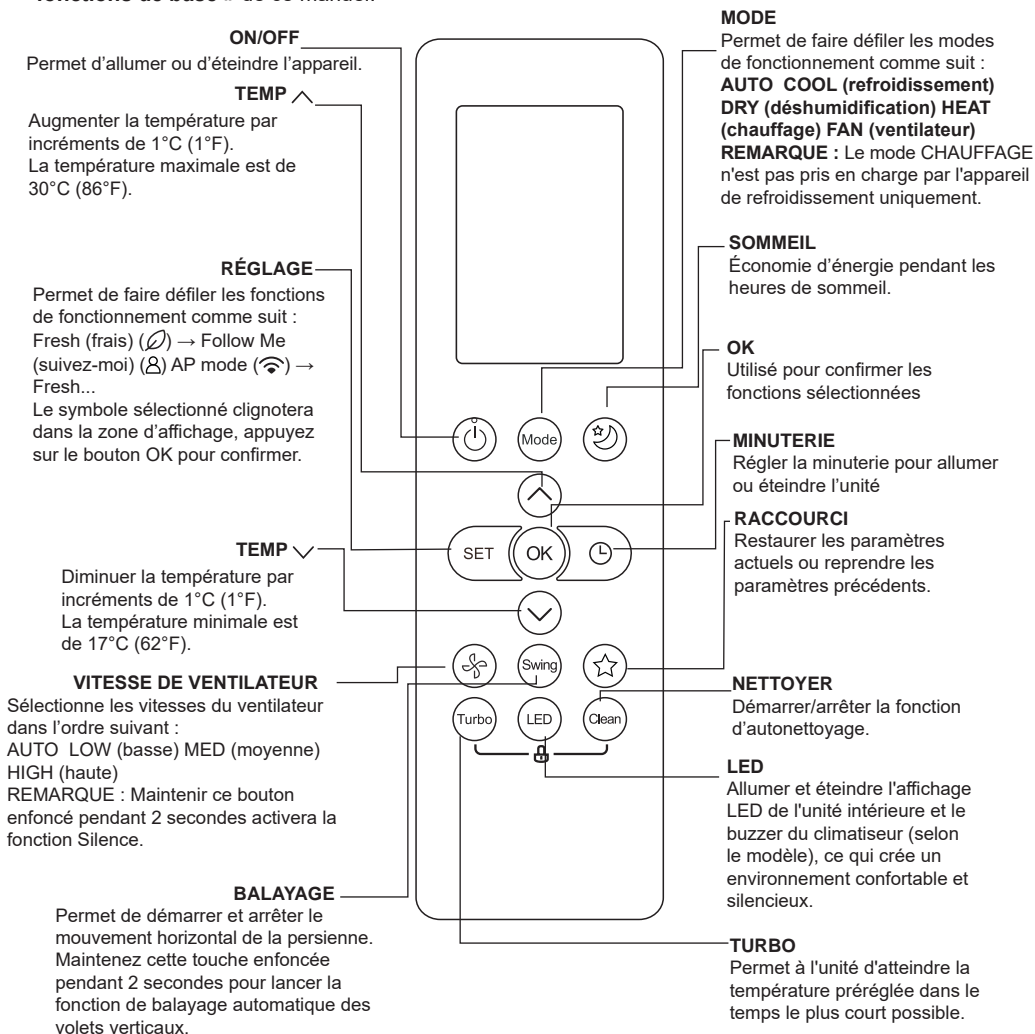 ON/OFF
Permet d’allumer ou d’éteindre l’appareil.
TEMP
Augmenter la température par
incréments de 1°C (1°F).
La température maximale est de
30°C (86°F).
RÉGLAGE
Permet de faire défiler les fonctions
de fonctionnement comme suit :
Fresh (frais) ( ) → Follow Me
(suivez-moi) ( ) AP mode ( ) →
Fresh...
Le symbole sélectionné clignotera
dans la zone d’affichage, appuyez
sur le bouton OK pour confirmer.
TEMP
Diminuer la température par
incréments de 1°C (1°F).
La température minimale est
de 17°C (62°F).
VITESSE DE VENTILATEUR
Sélectionne les vitesses du ventilateur
dans l’ordre suivant :
AUTO LOW (basse) MED (moyenne)
HIGH (haute)
REMARQUE : Maintenir ce bouton
enfoncé pendant 2 secondes activera la
fonction Silence.
BALAYAGE
Permet de démarrer et arrêter le
mouvement horizontal de la persienne.
Maintenez cette touche enfoncée
pendant 2 secondes pour lancer la
fonction de balayage automatique des
volets verticaux.
Mode
SET
OK
Swing
Turbo
LED
Clean
MODE
Permet de faire défiler les modes
de fonctionnement comme suit :
AUTO COOL (refroidissement)
DRY (déshumidification) HEAT
(chauffage) FAN (ventilateur)
REMARQUE : Le mode CHAUFFAGE
n'est pas pris en charge par l'appareil
de refroidissement uniquement.
SOMMEIL
Économie d’énergie pendant les
heures de sommeil.
OK
Utilisé pour confirmer les
fonctions sélectionnées
MINUTERIE
Régler la minuterie pour allumer
ou éteindre l’unité
RACCOURCI
Restaurer les paramètres
actuels ou reprendre les
paramètres précédents.
NETTOYER
Démarrer/arrêter la fonction
d’autonettoyage.
LED
Allumer et éteindre l'affichage
LED de l'unité intérieure et le
buzzer du climatiseur (selon
le modèle), ce qui crée un
environnement confortable et
silencieux.
TURBO
Permet à l'unité d'atteindre la
température préréglée dans le
temps le plus court possible.